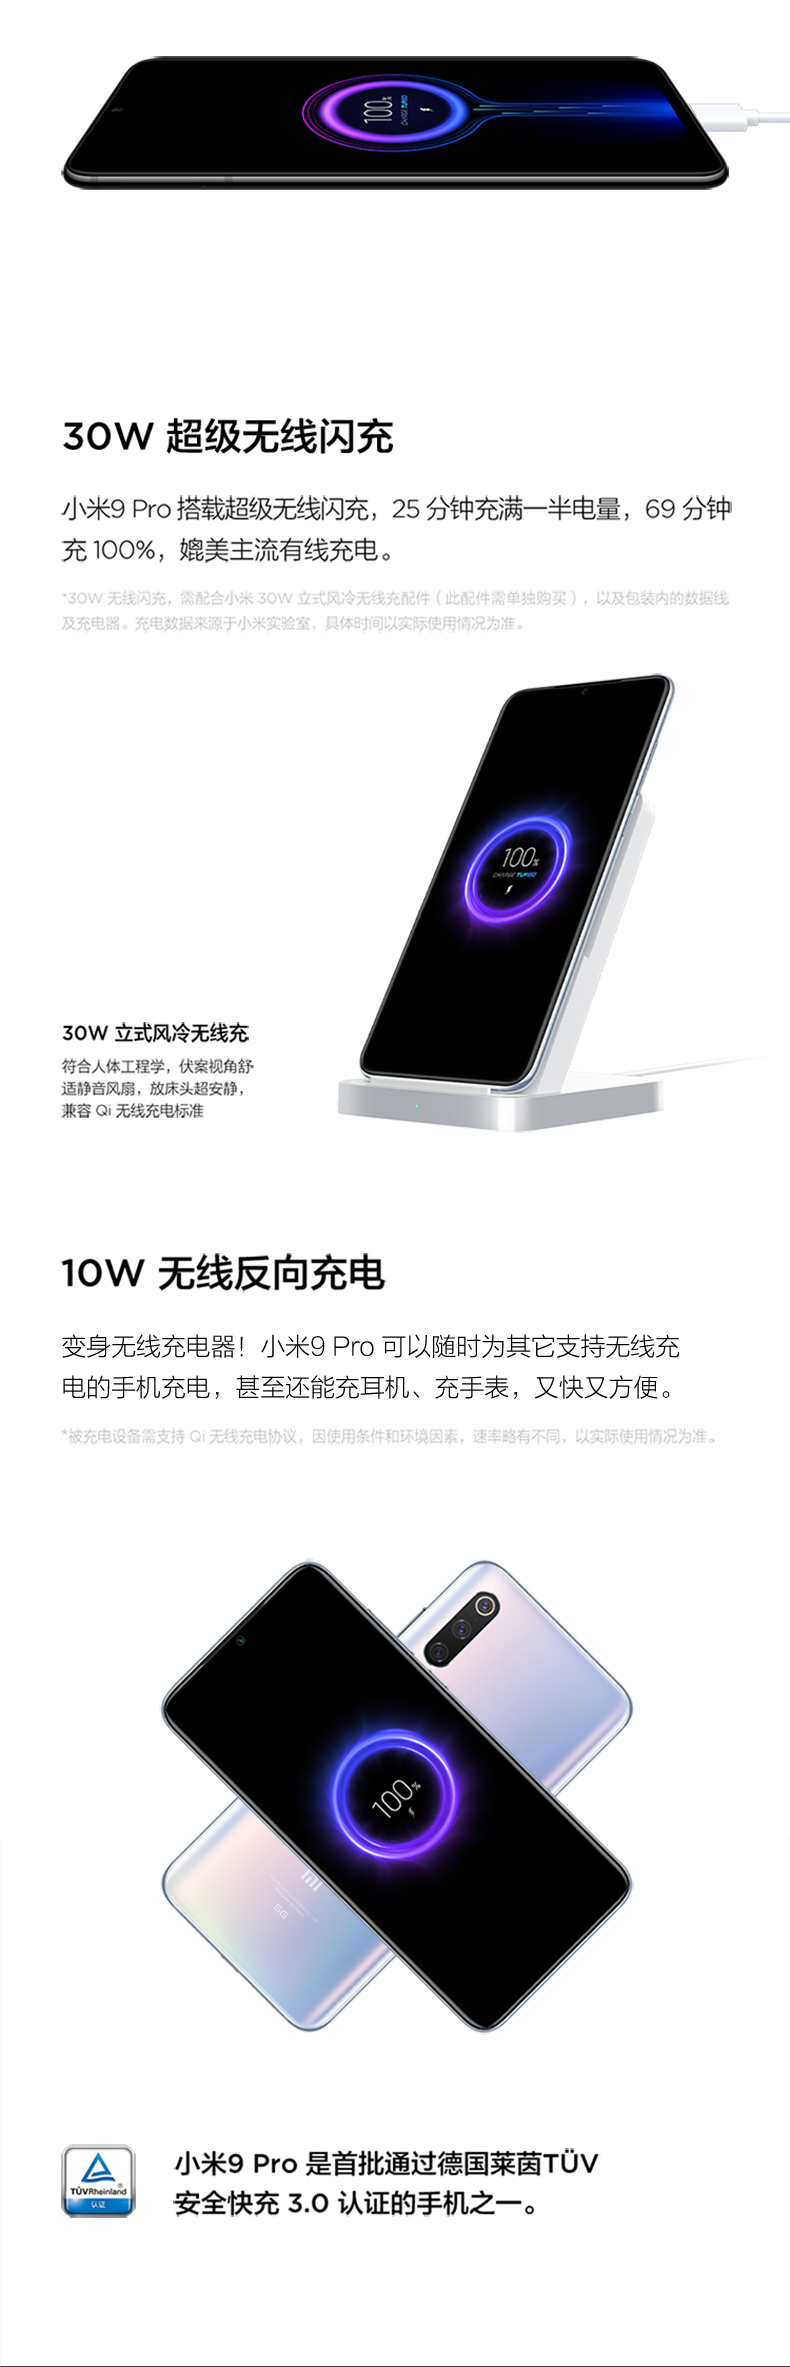 100%
CHARGE TURBO
30W 超级无线闪充
小米9 Pro 搭载超级无线闪充，25 分钟充满一半电量，69 分钟
充 100%，媲美主流有线充电。
*30W 无线闪充，需配合小米 30W 立式风冷无线充配件（此配件需单独购买），以及包装内的数据线
及充电器。充电数据来源于小米实验室，具体时间以实际使用情况为准。
100%
CHARGE TURBO
30W 立式风冷无线充
符合人体工程学，伏案视角舒
适静音风扇，放床头超安静，
兼容 Qi 无线充电标准
10W 无线反向充电
变身无线充电器！小米9 Pro 可以随时为其它支持无线充
电的手机充电，甚至还能充耳机、充手表，又快又方便。
*被充电设备需支持 Qi 无线充电协议，因使用条件和环境因素，速率略有不同，以实际使用情况为准。
100%
mi
5G
TÜVRheinland®
认证
小米9 Pro 是首批通过德国莱茵TÜV
安全快充 3.0 认证的手机之一。